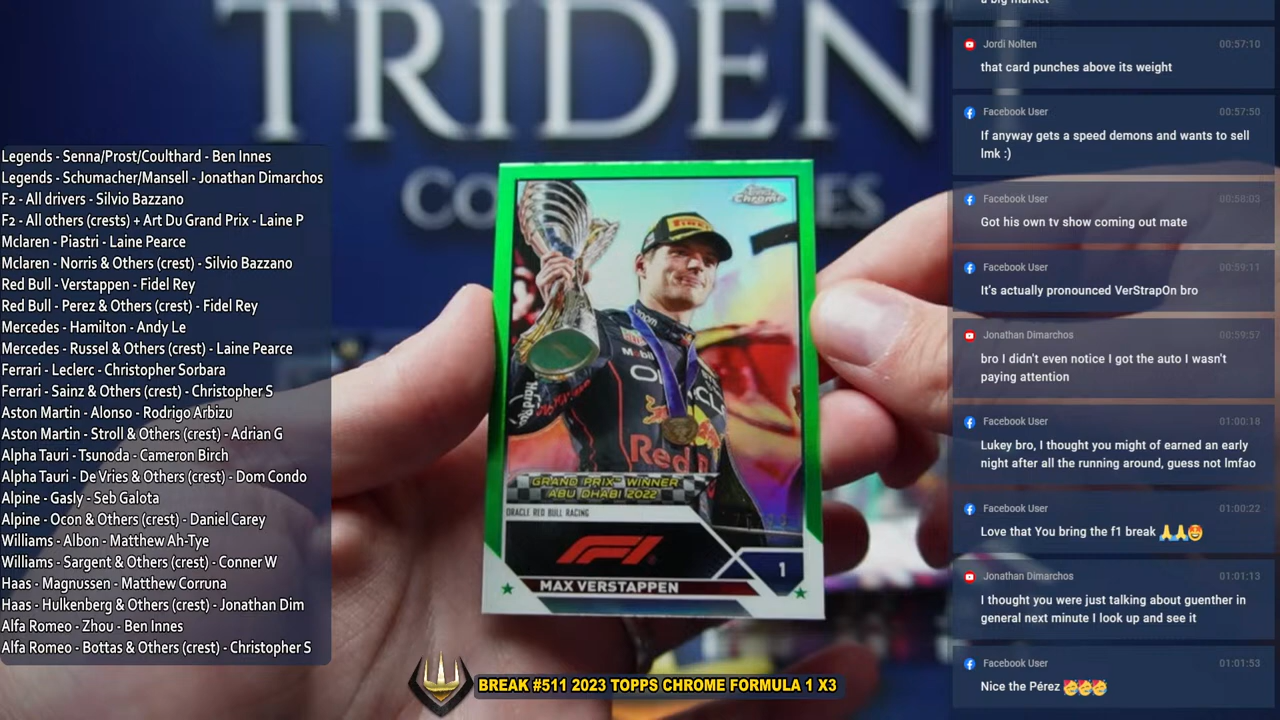 TRIDEN
Legends - Senna/Prost/Coulthard - Ben Innes
Legends - Schumacher/Mansell - Jonathan Dimarchos
F2 - All drivers - Silvio Bazzano
F2 - All others (crests) + Art Du Grand Prix - Laine P
Mclaren - Piastri - Laine Pearce
Mclaren - Norris & Others (crest) - Silvio Bazzano
Red Bull - Verstappen - Fidel Rey
Red Bull - Perez & Others (crest) - Fidel Rey
Mercedes - Hamilton - Andy Le
Mercedes - Russel & Others (crest) - Laine Pearce
Ferrari - Leclerc - Christopher Sorbara
Ferrari - Sainz & Others (crest) - Christopher S
Aston Martin - Alonso - Rodrigo Arbizu
Aston Martin - Stroll & Others (crest) - Adrian G
Alpha Tauri - Tsunoda - Cameron Birch
Alpha Tauri - De Vries & Others (crest) - Dom Condo
Alpine - Gasly - Seb Galota
Alpine - Ocon & Others (crest) - Daniel Carey
Williams - Albon - Matthew Ah-Tye
Williams - Sargent & Others (crest) - Conner W
Haas - Magnussen - Matthew Corruna
Haas - Hulkenberg & Others (crest) - Jonathan Dim
Alfa Romeo - Zhou - Ben Innes
Alfa Romeo - Bottas & Others (crest) - Christopher S
Topps
Chrome
Red B
GRAND PRIX™ WINNER
ABU DHABI 2022
ORACLE RED BULL RACING
F1
1
MAX VERSTAPPEN
BREAK #511 2023 TOPPS CHROME FORMULA 1 X3
a big market
Jordi Nolten 00:57:10
that card punches above its weight
Facebook User 00:57:50
If anyway gets a speed demons and wants to sell
lmk :)
Facebook User 00:58:03
Got his own tv show coming out mate
Facebook User 00:59:11
It's actually pronounced VerStrapOn bro
Jonathan Dimarchos 00:59:57
bro I didn't even notice I got the auto I wasn't
paying attention
Facebook User 01:00:18
Lukey bro, I thought you might of earned an early
night after all the running around, guess not lmfao
Facebook User 01:00:22
Love that You bring the f1 break 🙏🙏🤩
Jonathan Dimarchos 01:01:13
I thought you were just talking about guenther in
general next minute I look up and see it
Facebook User 01:01:53
Nice the Pérez 🥳🥳🥳